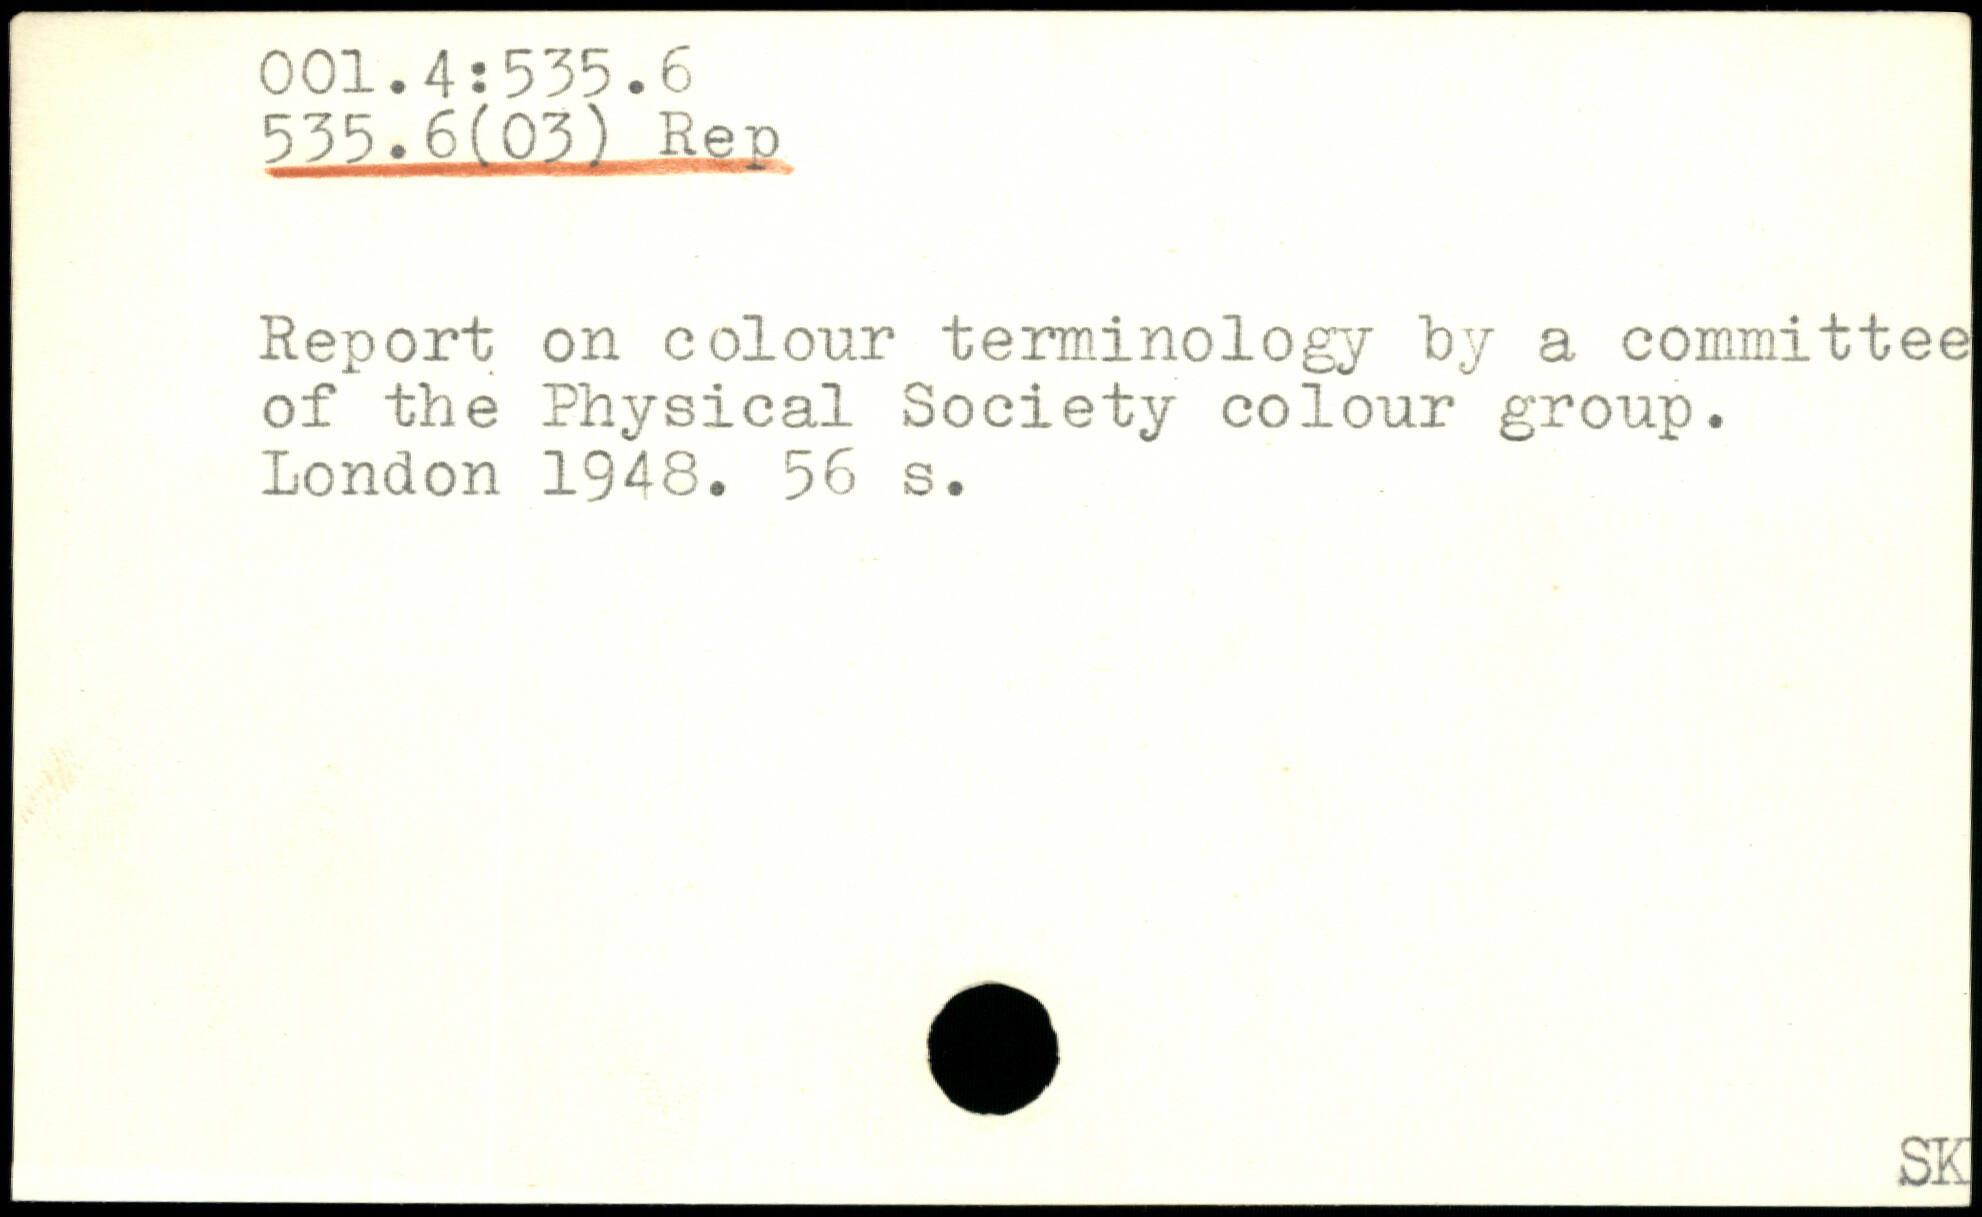 001.4:535.6
535.6(03) Rep
Report on colour terminology by a committee
of the Physical Society colour group.
London 1948. 56 s.
SK